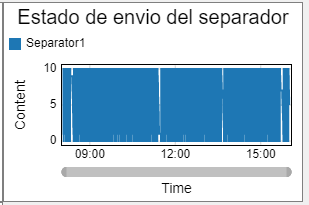 Estado de envio del separador
Separator1
Content
10
5
0
09:00
12:00
15:00
Time